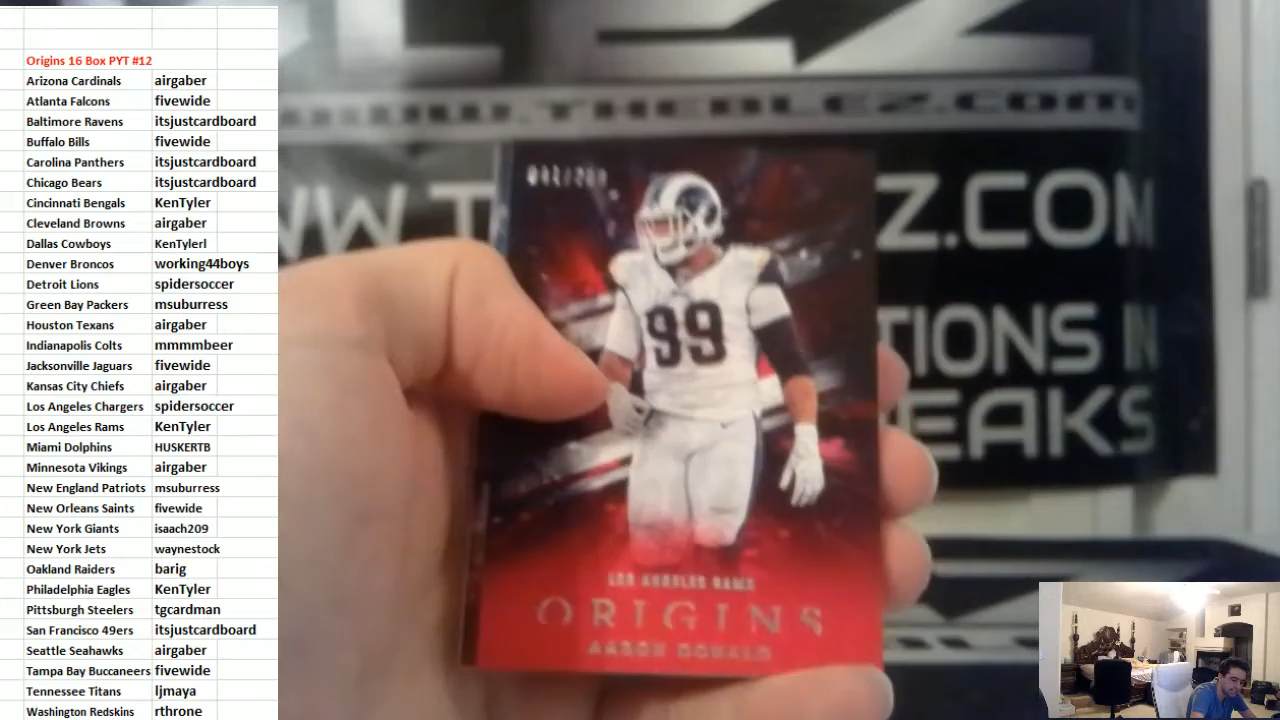 Origins 16 Box PYT #12
Arizona Cardinals airgaber
Atlanta Falcons fivewide
Baltimore Ravens itsjustcardboard
Buffalo Bills fivewide
Carolina Panthers itsjustcardboard
Chicago Bears itsjustcardboard
Cincinnati Bengals KenTyler
Cleveland Browns airgaber
Dallas Cowboys KenTylerl
Denver Broncos working44boys
Detroit Lions spidersoccer
Green Bay Packers msuburress
Houston Texans airgaber
Indianapolis Colts mmmmbeer
Jacksonville Jaguars fivewide
Kansas City Chiefs airgaber
Los Angeles Chargers spidersoccer
Los Angeles Rams KenTyler
Miami Dolphins HUSKERTB
Minnesota Vikings airgaber
New England Patriots msuburress
New Orleans Saints fivewide
New York Giants isaach209
New York Jets waynestock
Oakland Raiders barig
Philadelphia Eagles KenTyler
Pittsburgh Steelers tgcardman
San Francisco 49ers itsjustcardboard
Seattle Seahawks airgaber
Tampa Bay Buccaneers fivewide
Tennessee Titans ljmaya
Washington Redskins rthrone
WWW.THEBLEZ.COM
NW T Z.COM
TIONS IN
EAKS
99
LOS ANGELES RAMS
ORIGINS
AARON DONALD